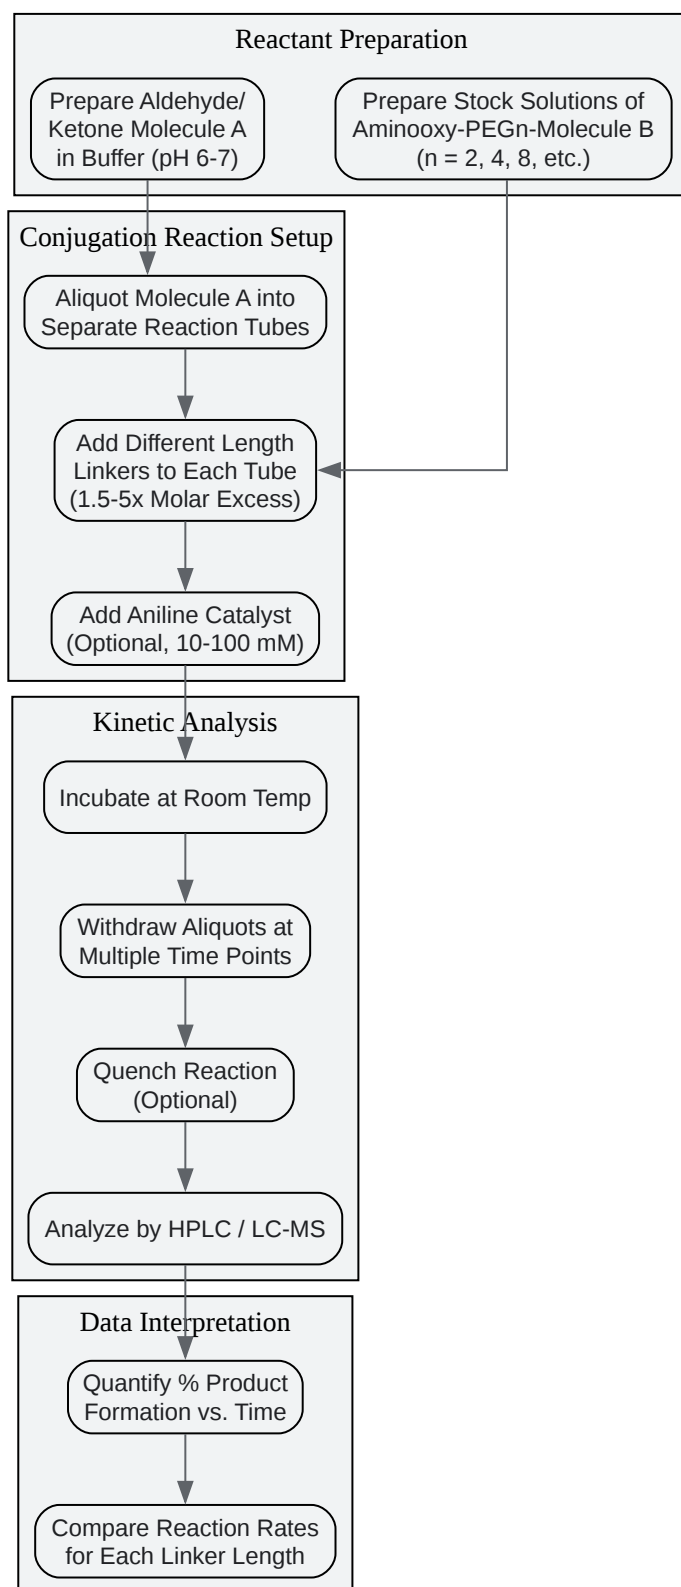 Reactant Preparation
Prepare Aldehyde/
Ketone Molecule A
in Buffer (pH 6-7)
Prepare Stock Solutions of
Aminooxy-PEGn-Molecule B
(n = 2, 4, 8, etc.)
Conjugation Reaction Setup
Aliquot Molecule A into
Separate Reaction Tubes
Add Different Length
Linkers to Each Tube
(1.5-5x Molar Excess)
Add Aniline Catalyst
(Optional, 10-100 mM)
Kinetic Analysis
Incubate at Room Temp
Withdraw Aliquots at
Multiple Time Points
Quench Reaction
(Optional)
Analyze by HPLC / LC-MS
Data Interpretation
Quantify % Product
Formation vs. Time
Compare Reaction Rates
for Each Linker Length